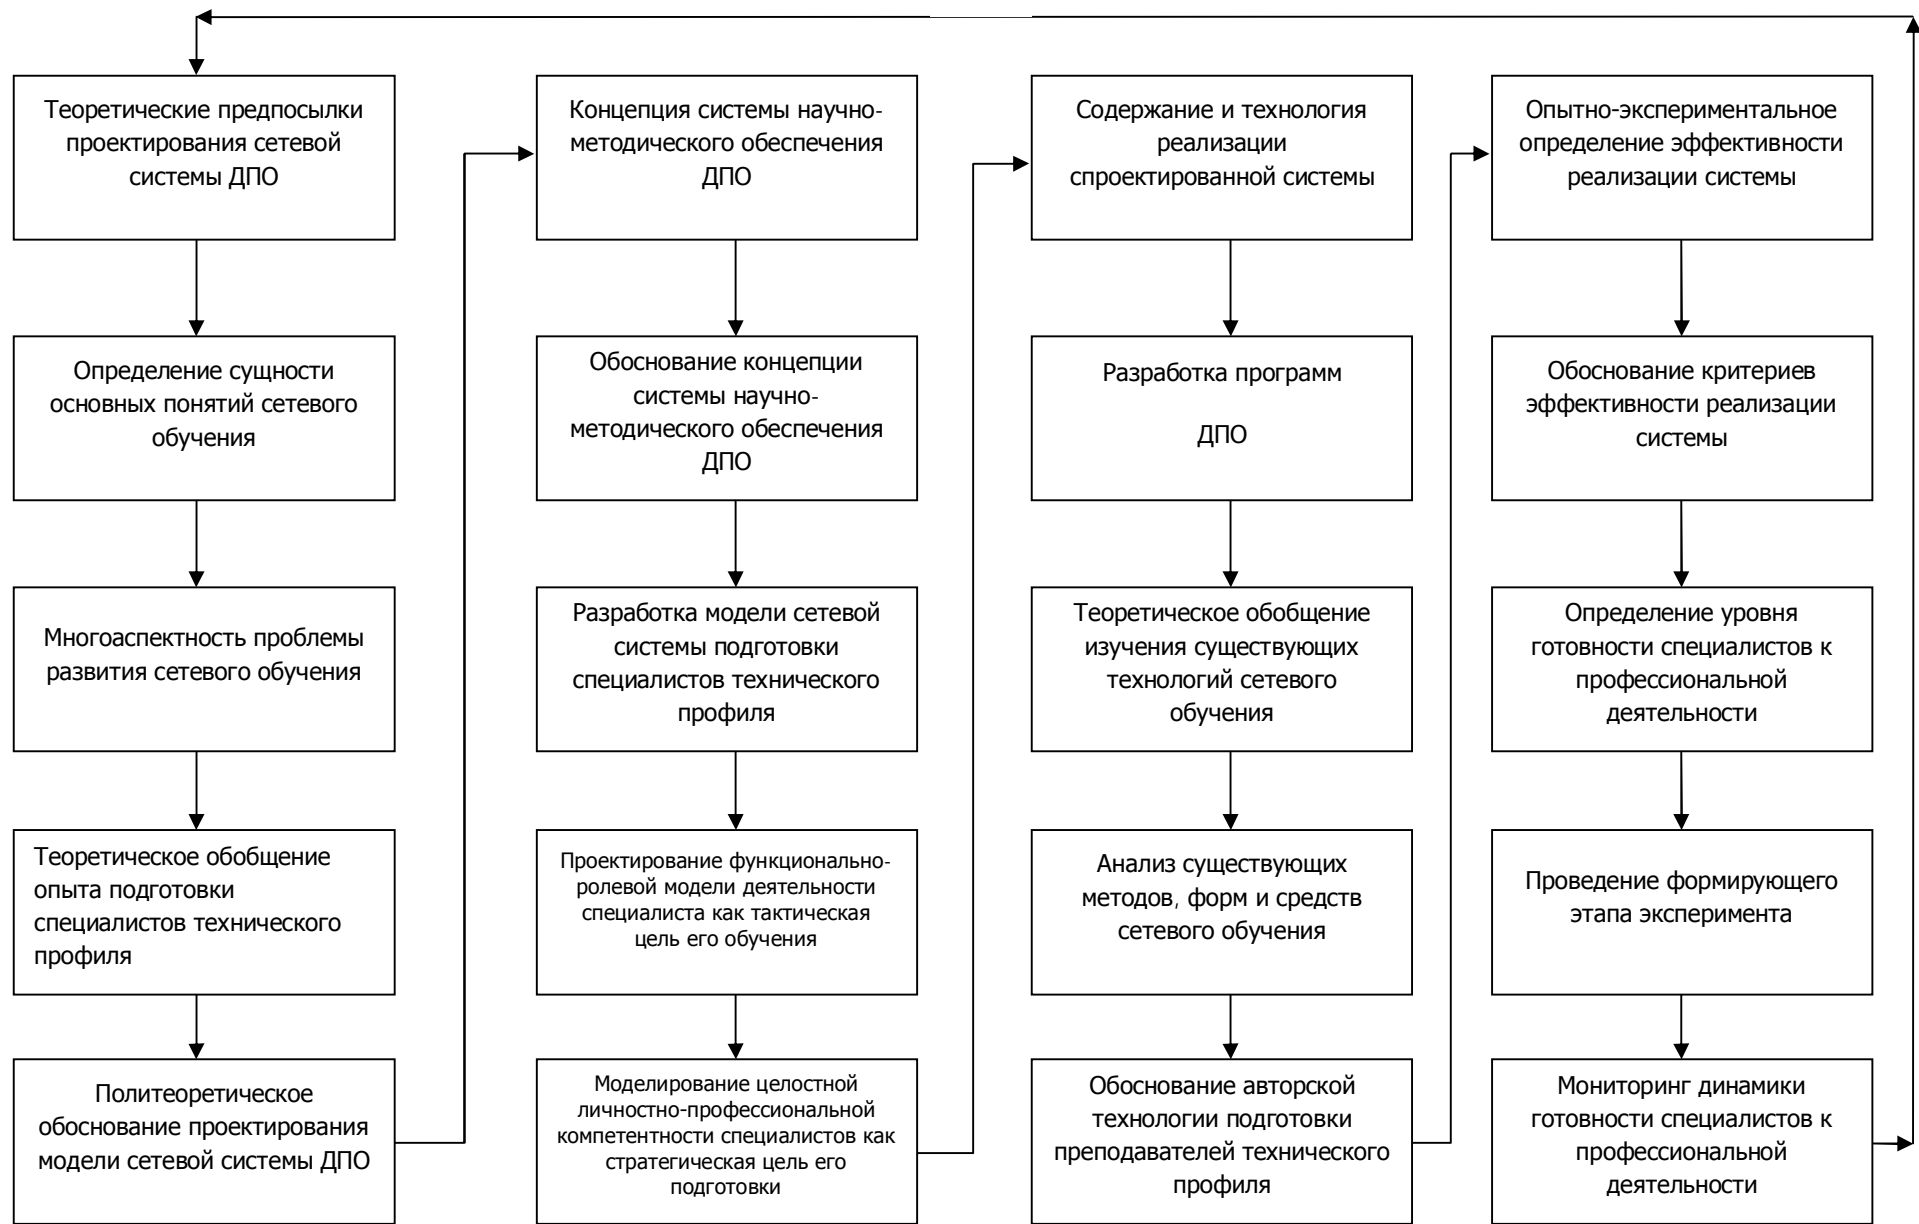 Теоретические предпосылки
проектирования сетевой
системы ДПО
Определение сущности
основных понятий сетевого
обучения
Многоаспектность проблемы
развития сетевого обучения
Теоретическое обобщение
опыта подготовки
специалистов технического
профиля
Политеоретическое
обоснование проектирования
модели сетевой системы ДПО
Концепция системы научно-
методического обеспечения
ДПО
Обоснование концепции
системы научно-
методического обеспечения
ДПО
Разработка модели сетевой
системы подготовки
специалистов технического
профиля
Проектирование функционально-
ролевой модели деятельности
специалиста как тактическая
цель его обучения
Моделирование целостной
личностно-профессиональной
компетентности специалистов как
стратегическая цель его
подготовки
Содержание и технология
реализации
спроектированной системы
Разработка программ
ДПО
Теоретическое обобщение
изучения существующих
технологий сетевого
обучения
Анализ существующих
методов, форм и средств
сетевого обучения
Обоснование авторской
технологии подготовки
преподавателей технического
профиля
Опытно-экспериментальное
определение эффективности
реализации системы
Обоснование критериев
эффективности реализации
системы
Определение уровня
готовности специалистов к
профессиональной
деятельности
Проведение формирующего
этапа эксперимента
Мониторинг динамики
готовности специалистов к
профессиональной
деятельности